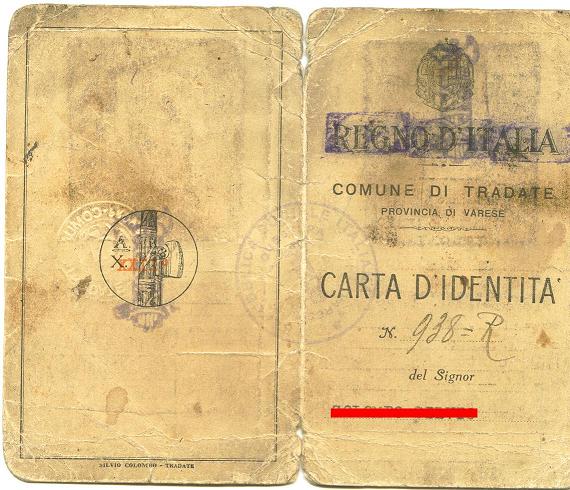 A.
X.
SILVIO COLOMBO - TRADATE
REGNO D'ITALIA
COMUNE DI TRADATE
PROVINCIA DI VARESE
CARTA D'IDENTITA
N. 938=R
del Signor